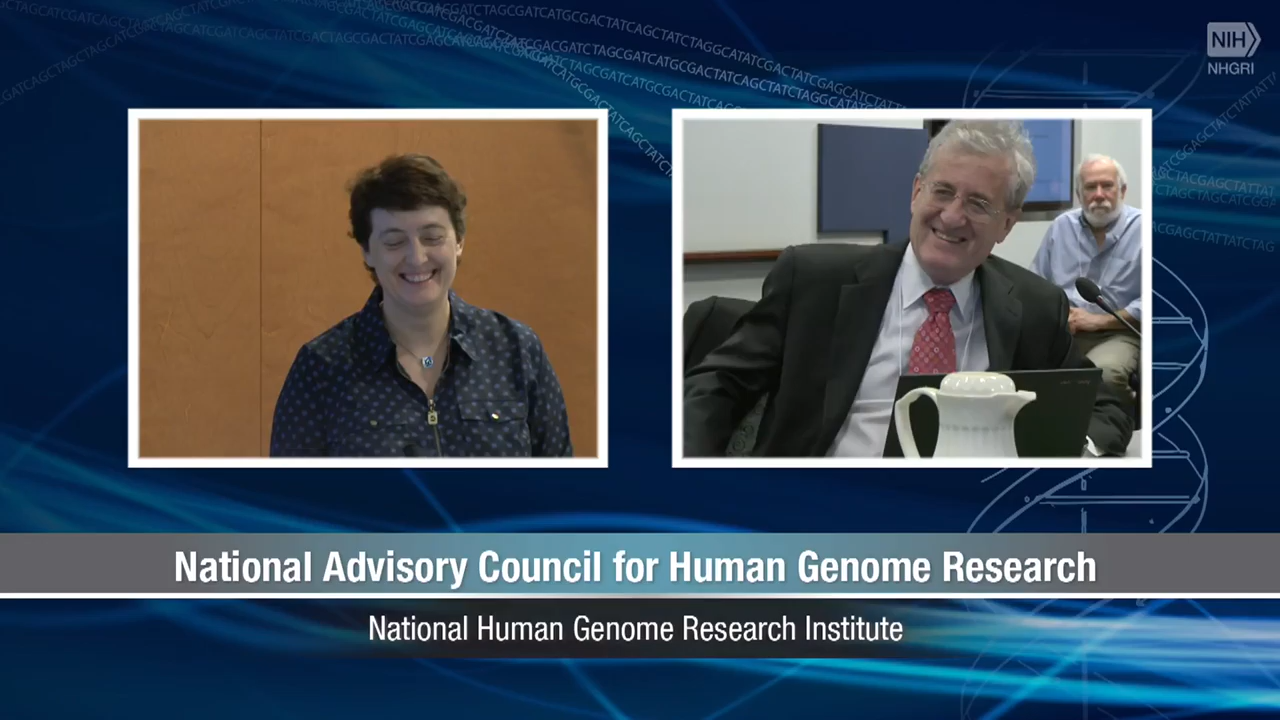 NIH
NHGRI
National Advisory Council for Human Genome Research
National Human Genome Research Institute